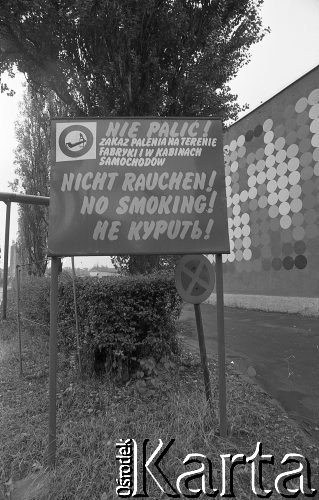 NIE PALIĆ!
ZAKAZ PALENIA NA TERENIE
FABRYKI I W KABINACH
SAMOCHODÓW
NICHT RAUCHEN!
NO SMOKING!
НЕ КУРИТЬ!
Ośrodek
Karta